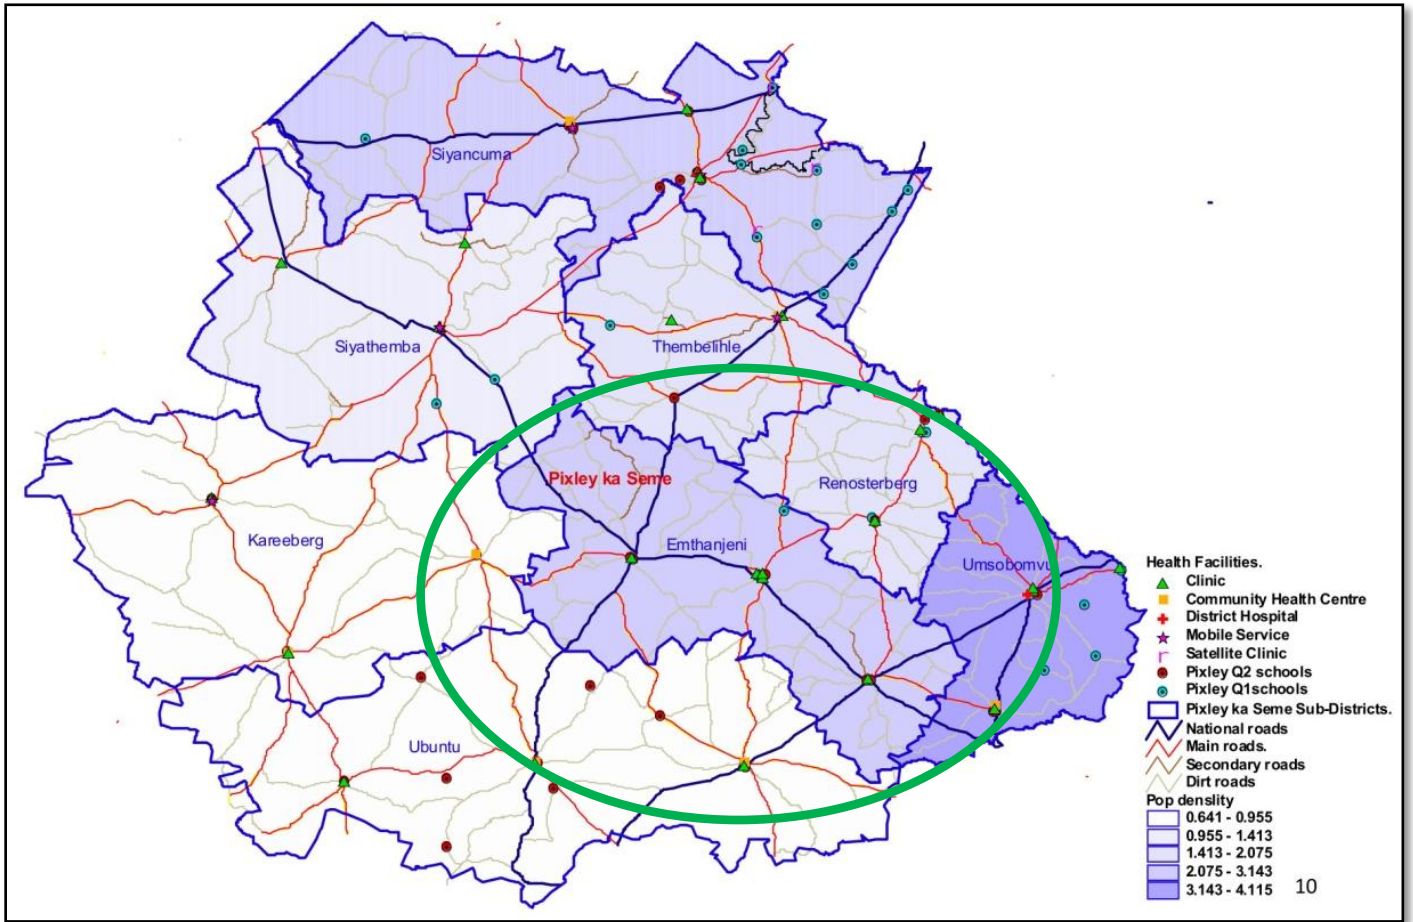 Siyancuma
Siyathemba
Thembelihle
Pixley ka Seme
Renosterberg
Kareeberg
Emthanjeni
Umsobomvu
Ubuntu
Health Facilities.
Clinic
Community Health Centre
District Hospital
Mobile Service
Satellite Clinic
Pixley Q2 schools
Pixley Q1schools
Pixley ka Seme Sub-Districts.
National roads
Main roads.
Secondary roads
Dirt roads
Pop denslity
0.641 - 0.955
0.955 - 1.413
1.413 - 2.075
2.075 - 3.143
3.143 - 4.115
10